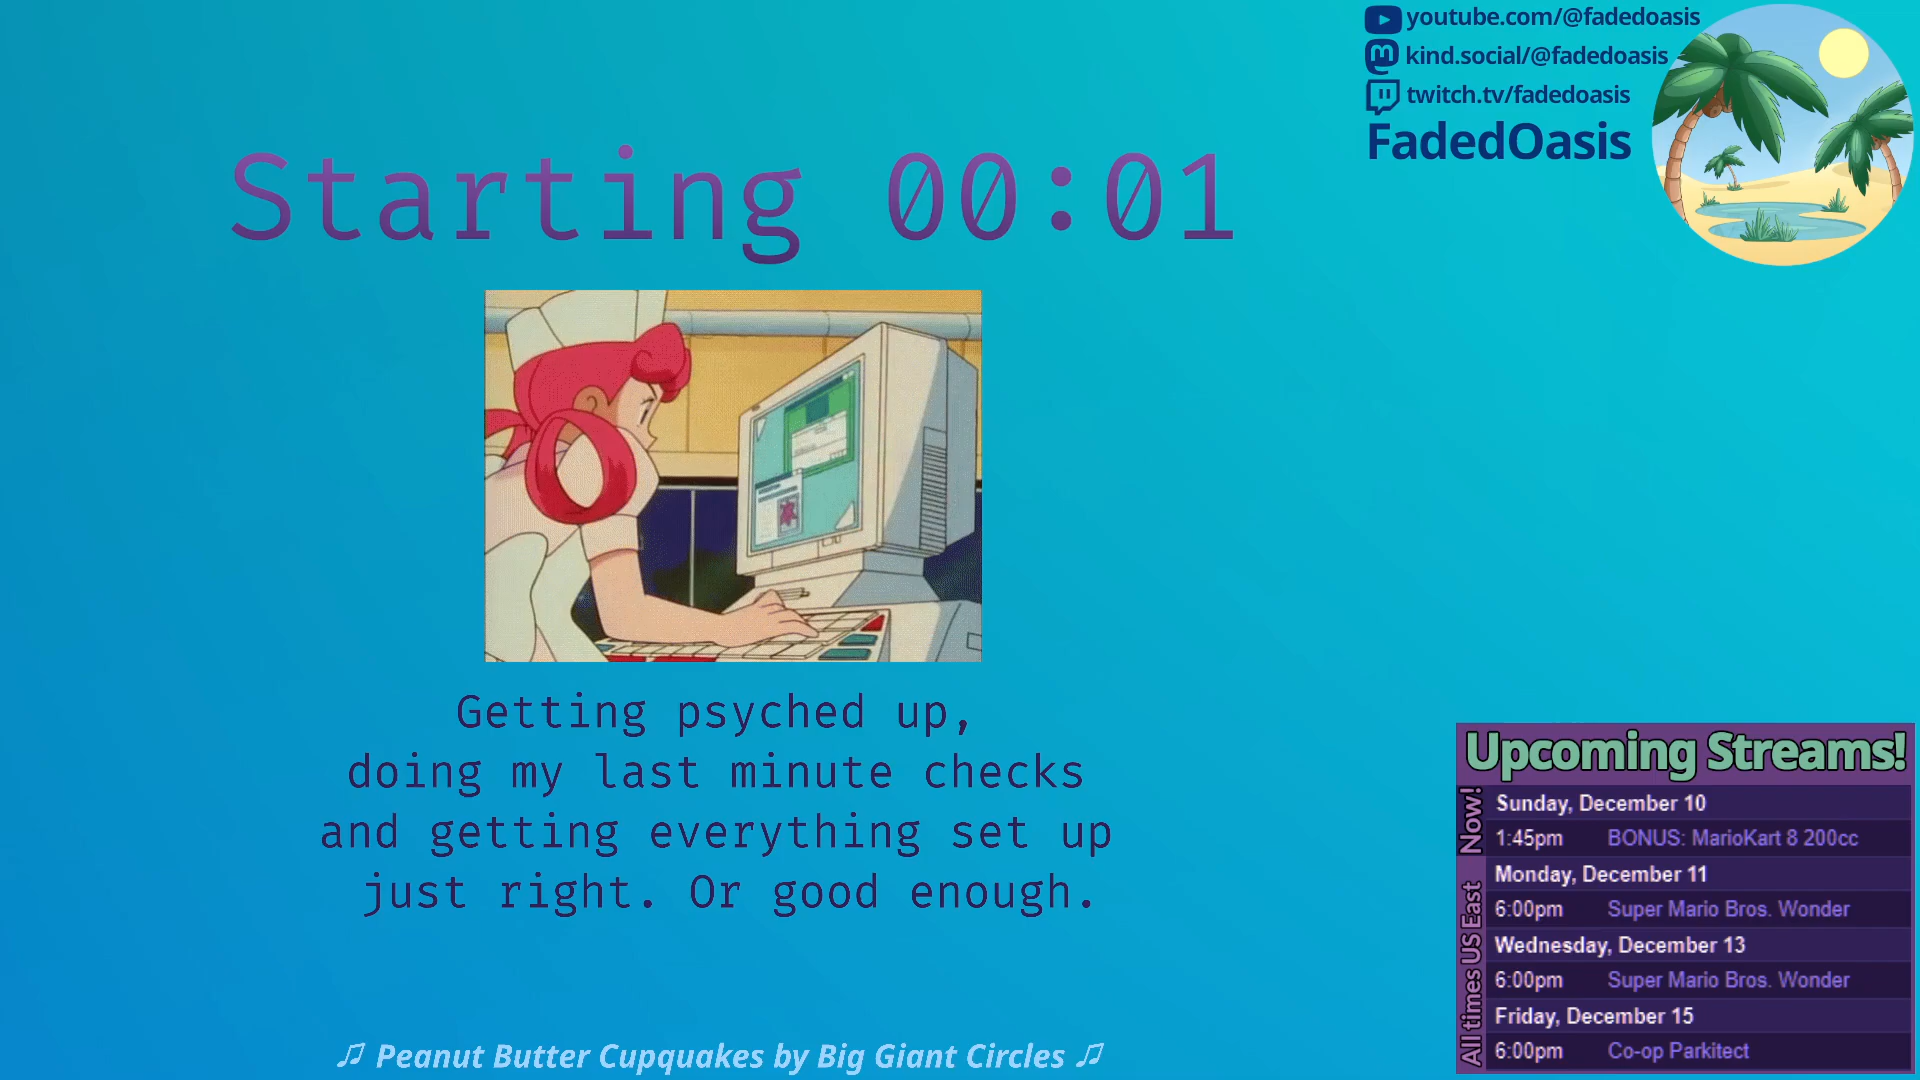 youtube.com/@fadedoasis
kind.social/@fadedoasis
twitch.tv/fadedoasis
FadedOasis
Starting 00:01
Getting psyched up,
doing my last minute checks
and getting everything set up
just right. Or good enough.
Upcoming Streams!
Now!
All times US East
Sunday, December 10
1:45pm BONUS: MarioKart 8 200cc
Monday, December 11
6:00pm Super Mario Bros. Wonder
Wednesday, December 13
6:00pm Super Mario Bros. Wonder
Friday, December 15
6:00pm Co-op Parkitect
♫ Peanut Butter Cupquakes by Big Giant Circles ♫